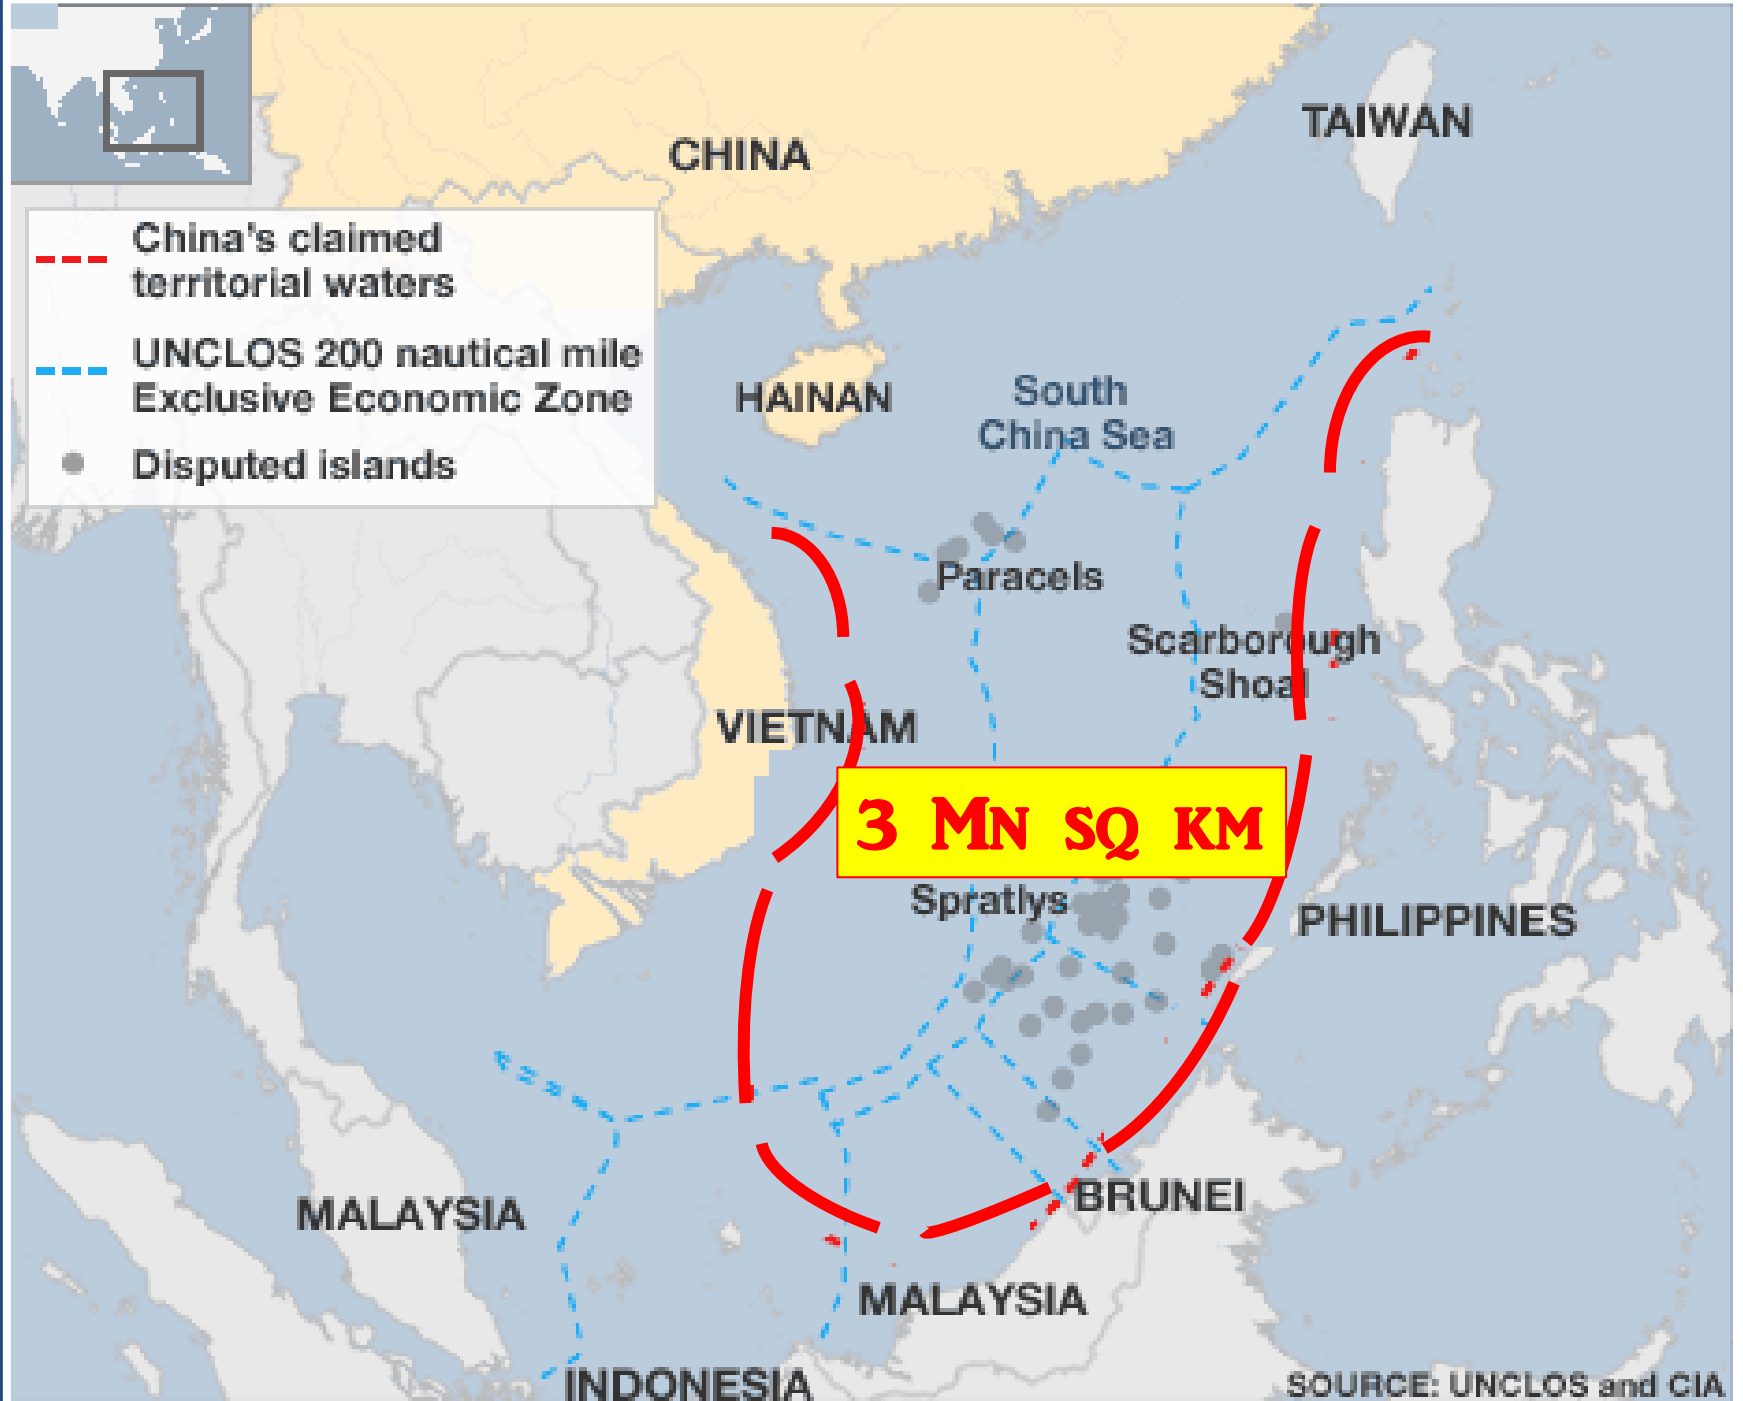 TAIWAN
CHINA
China's claimed
territorial waters
UNCLOS 200 nautical mile
Exclusive Economic Zone
Disputed islands
HAINAN
South
China Sea
Paracels
Scarborough
Shoal
VIETNAM
3 MN SQ KM
Spratlys
PHILIPPINES
MALAYSIA
BRUNEI
MALAYSIA
INDONESIA
SOURCE: UNCLOS and CIA